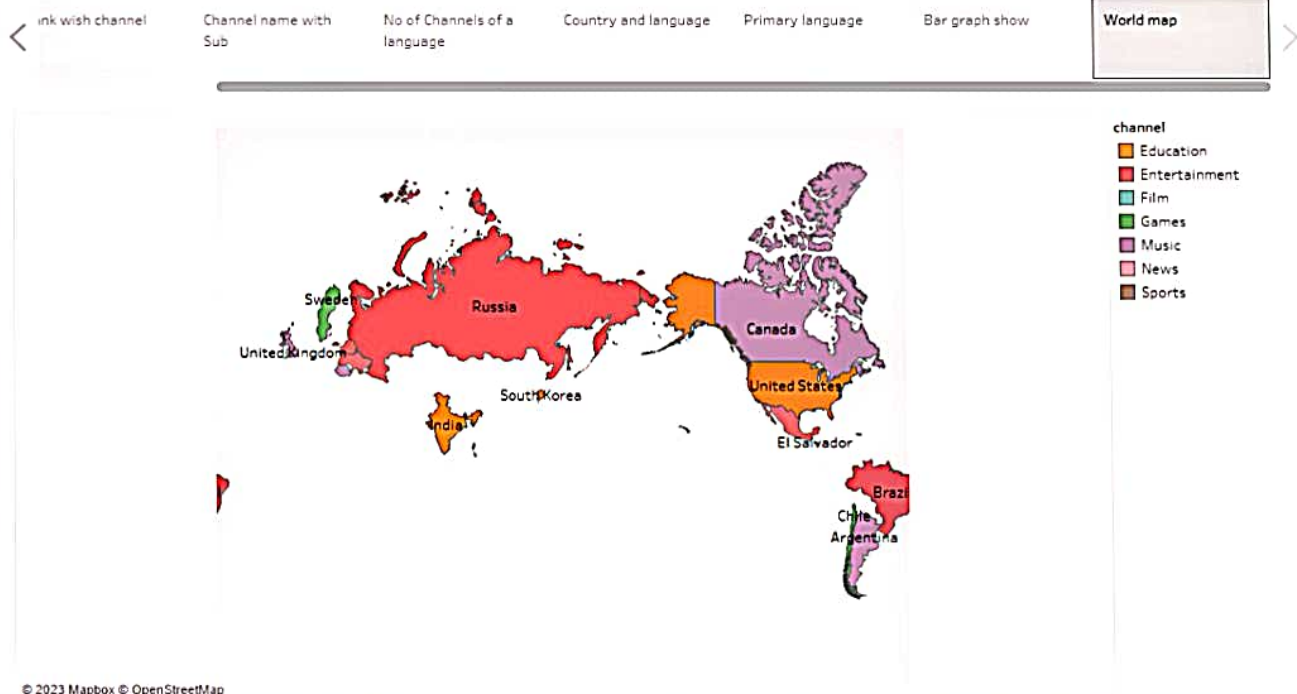 wish channel
Channel name with
Sub
No of Channels of a
language
Country and language
Primary language
Bar graph show
World map
channel
Education
Entertainment
Film
Games
Music
News
Sports
Sweden
Russia
United Kingdom
Canada
South Korea
United States
India
El Salvador
Brazi
Chile
Argentina
© 2023 Mapbox © OpenStreetMap